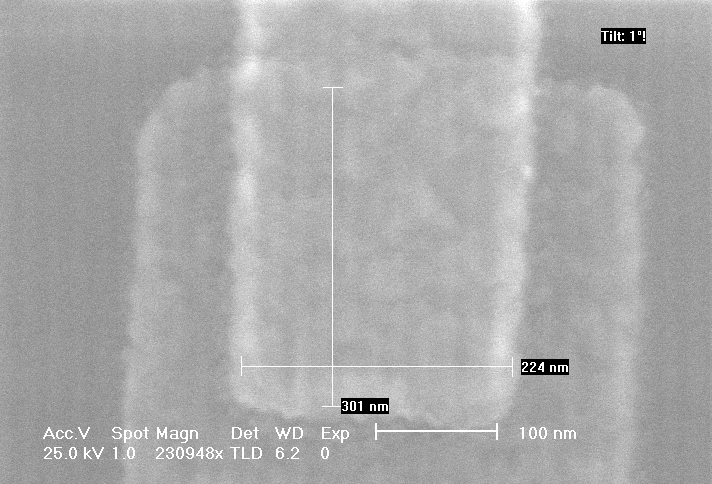 Tilt: 1°!
224 nm
301 nm
Acc.V Spot Magn Det WD Exp
25.0 kV 1.0 230948x TLD 6.2 0
100 nm